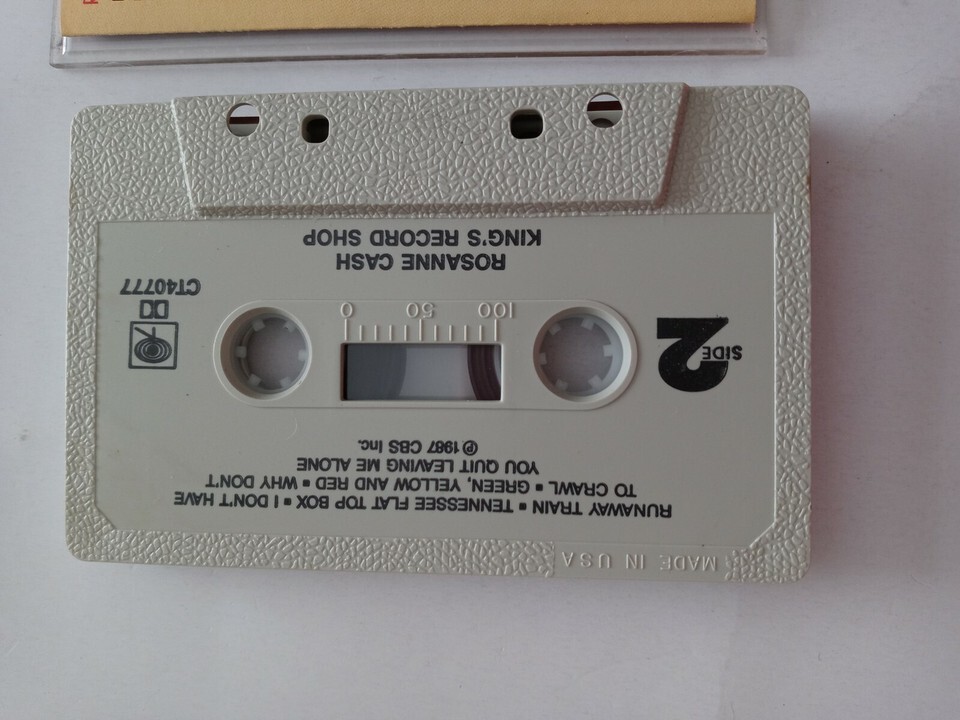 MADE IN USA
RUNAWAY TRAIN ▪ TENNESSEE FLAT TOP BOX ▪ I DON'T HAVE
TO CRAWL ▪ GREEN, YELLOW AND RED ▪ WHY DON'T
YOU QUIT LEAVING ME ALONE
℗ 1987 CBS Inc.
SIDE 2
100 50 0
CT40777
ROSANNE CASH
KING'S RECORD SHOP